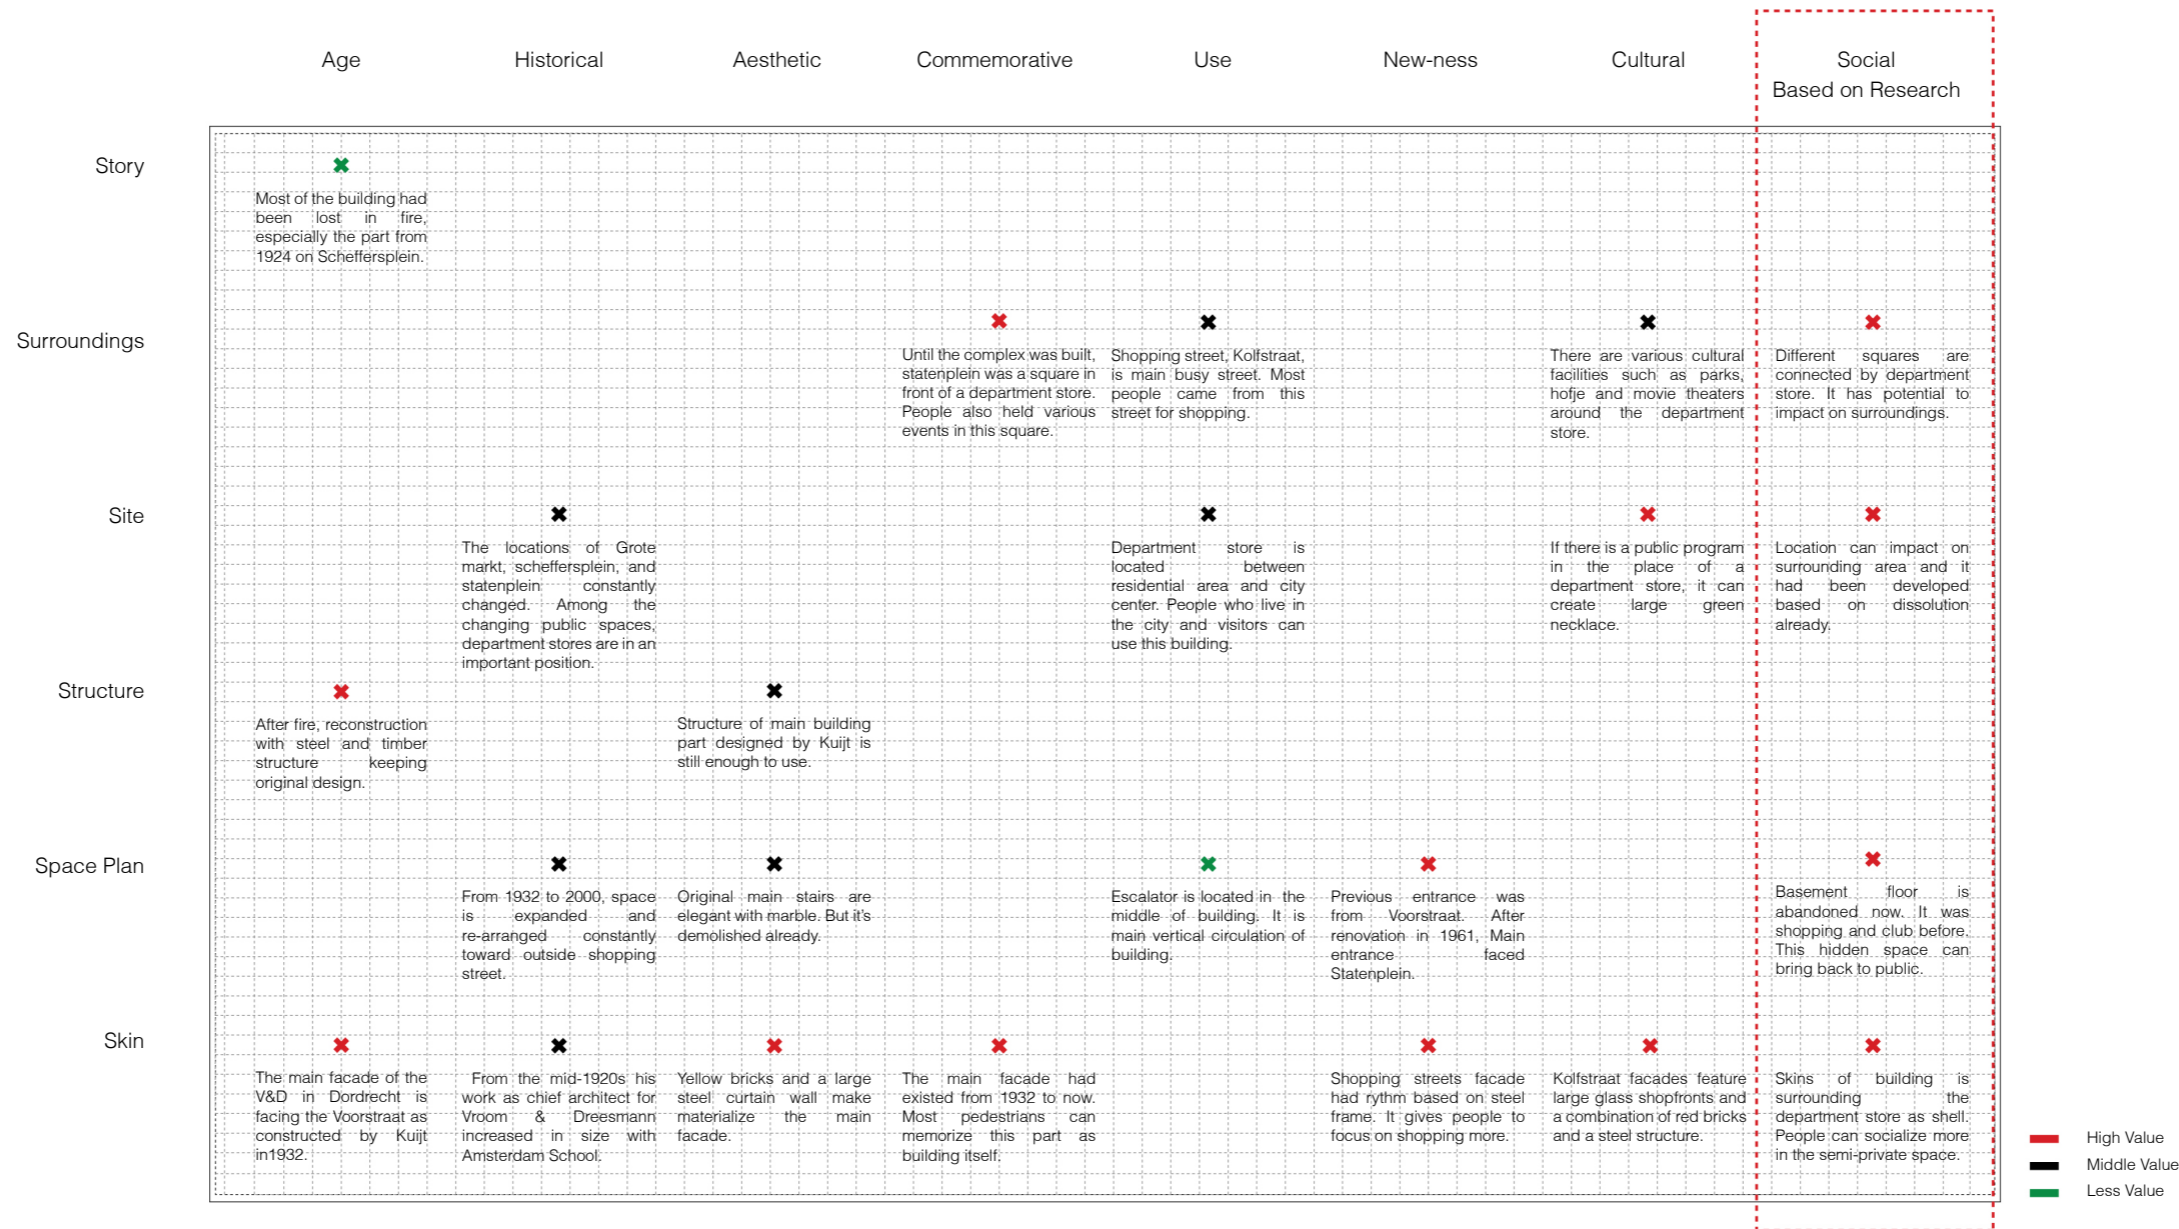 Age
Historical
Aesthetic
Commemorative
Use
New-ness
Cultural
Social
Based on Research
Story
Most of the building had
been lost in fire,
especially the part from
1924 on Scheffersplein.
Surroundings
Until the complex was built,
statenplein was a square in
front of a department store.
People also held various
events in this square.
Shopping street, Kolfstraat,
is main busy street. Most
people came from this
street for shopping.
There are various cultural
facilities such as parks,
hofje and movie theaters
around the department
store.
Different squares are
connected by department
store. It has potential to
impact on surroundings.
Site
The locations of Grote
markt, scheffersplein, and
statenplein constantly
changed. Among the
changing public spaces,
department stores are in an
important position.
Department store is
located between
residential area and city
center. People who live in
the city and visitors can
use this building.
If there is a public program
in the place of a
department store, it can
create large green
necklace.
Location can impact on
surrounding area and it
had been developed
based on dissolution
already.
Structure
After fire, reconstruction
with steel and timber
structure keeping
original design.
Structure of main building
part designed by Kuijt is
still enough to use.
Space Plan
From 1932 to 2000, space
is expanded and
re-arranged constantly
toward outside shopping
street.
Original main stairs are
elegant with marble. But it's
demolished already.
Escalator is located in the
middle of building. It is
main vertical circulation of
building.
Previous entrance was
from Voorstraat. After
renovation in 1961, Main
entrance faced
Statenplein.
Basement floor is
abandoned now. It was
shopping and club before.
This hidden space can
bring back to public.
Skin
The main facade of the
V&D in Dordrecht is
facing the Voorstraat as
constructed by Kuijt
in1932.
From the mid-1920s his
work as chief architect for
Vroom & Dreesmann
increased in size with
Amsterdam School.
Yellow bricks and a large
steel curtain wall make
materialize the main
facade.
The main facade had
existed from 1932 to now.
Most pedestrians can
memorize this part as
building itself.
Shopping streets facade
had rythm based on steel
frame. It gives people to
focus on shopping more.
Kolfstraat facades feature
large glass shopfronts and
a combination of red bricks
and a steel structure.
Skins of building is
surrounding the
department store as shell.
People can socialize more
in the semi-private space.
High Value
Middle Value
Less Value